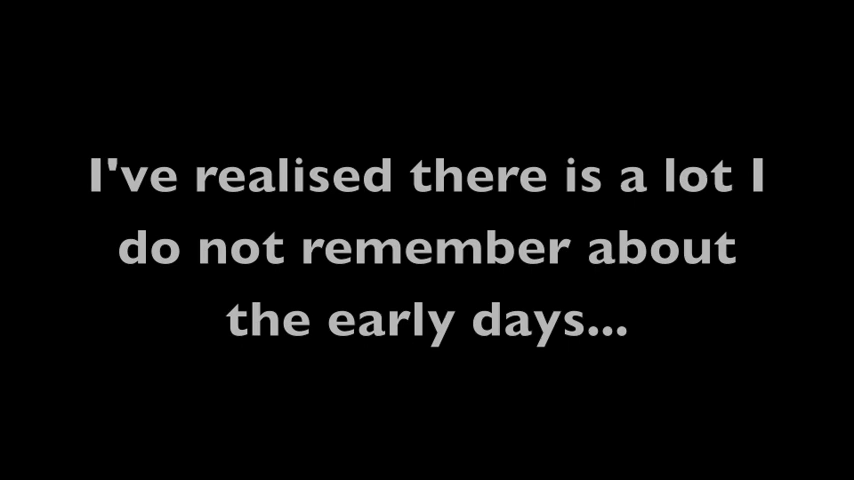 I've realised there is a lot I
do not remember about
the early days...